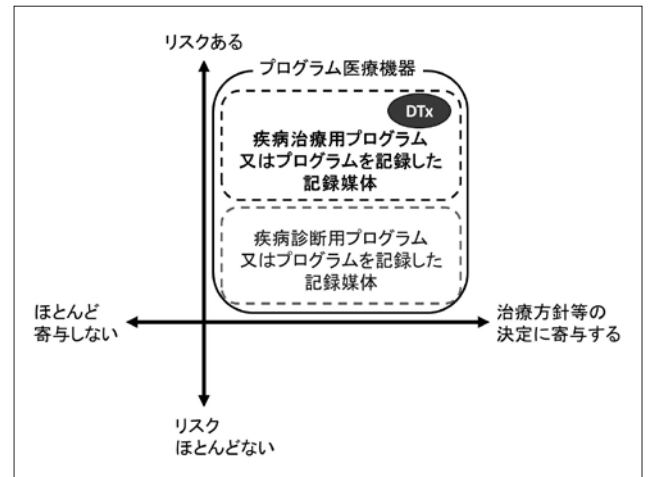 リスクある
プログラム医療機器
DTx
疾病治療用プログラム
又はプログラムを記録した
記録媒体
疾病診断用プログラム
又はプログラムを記録した
記録媒体
ほとんど
寄与しない
治療方針等の
決定に寄与する
リスク
ほとんどない